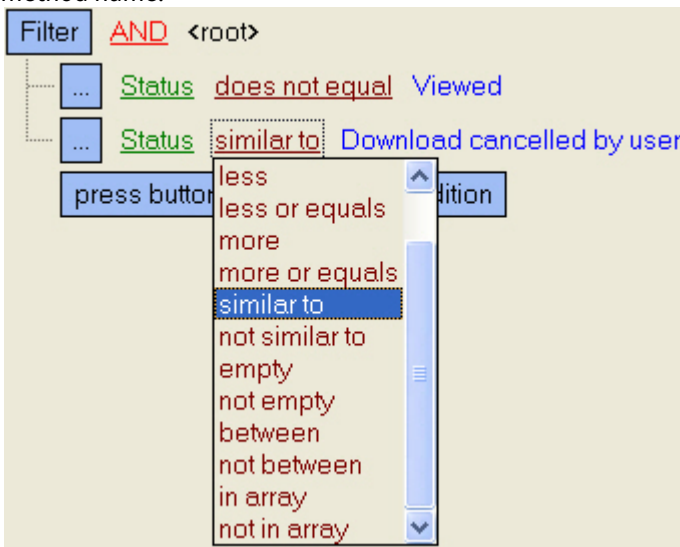 Filter AND <root>
... Status does not equal Viewed
... Status similar to Download cancelled by user
press button dition
less
less or equals
more
more or equals
similar to
not similar to
empty
not empty
between
not between
in array
not in array